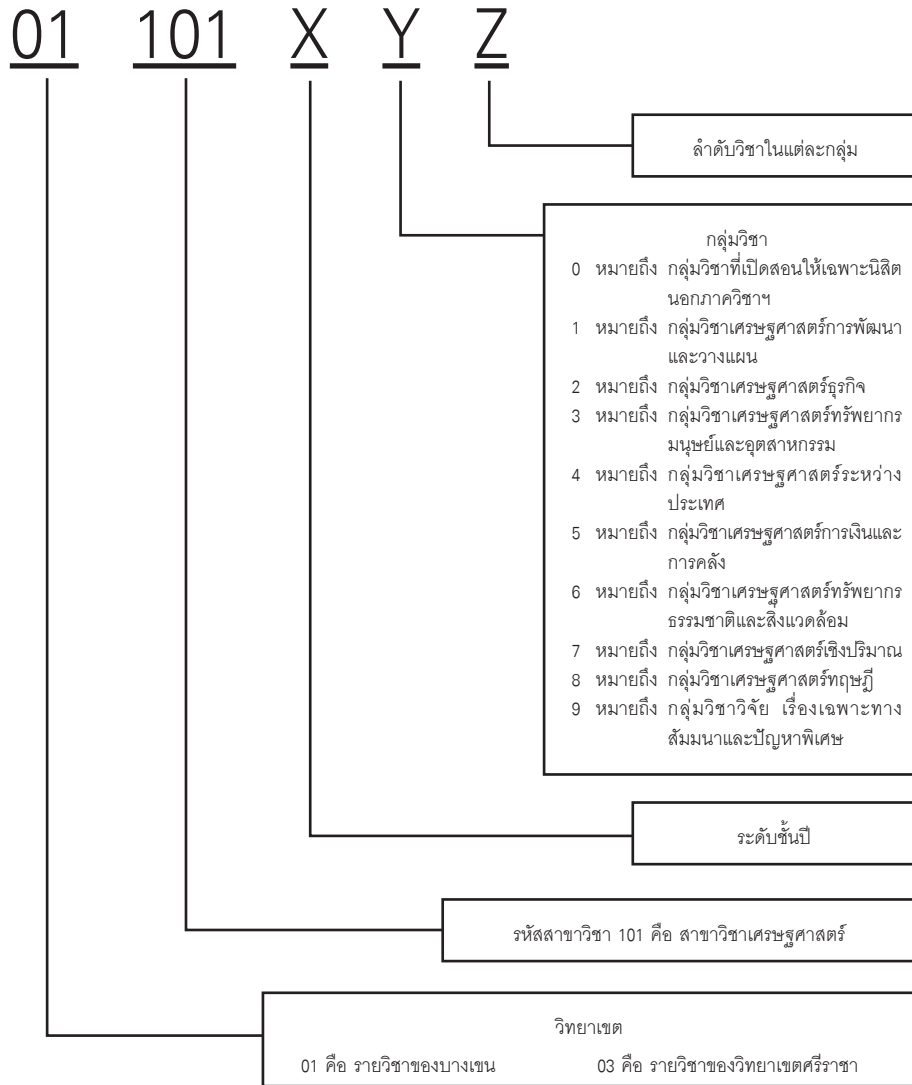 01 101 X Y Z
ลำดับวิชาในแต่ละกลุ่ม
กลุ่มวิชา
0 หมายถึง กลุ่มวิชาที่เปิดสอนให้เฉพาะนิสิต
นอกภาควิชาฯ
1 หมายถึง กลุ่มวิชาเศรษฐศาสตร์การพัฒนา
และวางแผน
2 หมายถึง กลุ่มวิชาเศรษฐศาสตร์ธุรกิจ
3 หมายถึง กลุ่มวิชาเศรษฐศาสตร์ทรัพยากร
มนุษย์และอุตสาหกรรม
4 หมายถึง กลุ่มวิชาเศรษฐศาสตร์ระหว่าง
ประเทศ
5 หมายถึง กลุ่มวิชาเศรษฐศาสตร์การเงินและ
การคลัง
6 หมายถึง กลุ่มวิชาเศรษฐศาสตร์ทรัพยากร
ธรรมชาติและสิ่งแวดล้อม
7 หมายถึง กลุ่มวิชาเศรษฐศาสตร์เชิงปริมาณ
8 หมายถึง กลุ่มวิชาเศรษฐศาสตร์ทฤษฎี
9 หมายถึง กลุ่มวิชาวิจัย เรื่องเฉพาะทาง
สัมมนาและปัญหาพิเศษ
ระดับชั้นปี
รหัสสาขาวิชา 101 คือ สาขาวิชาเศรษฐศาสตร์
วิทยาเขต
01 คือ รายวิชาของบางเขน 03 คือ รายวิชาของวิทยาเขตศรีราชา